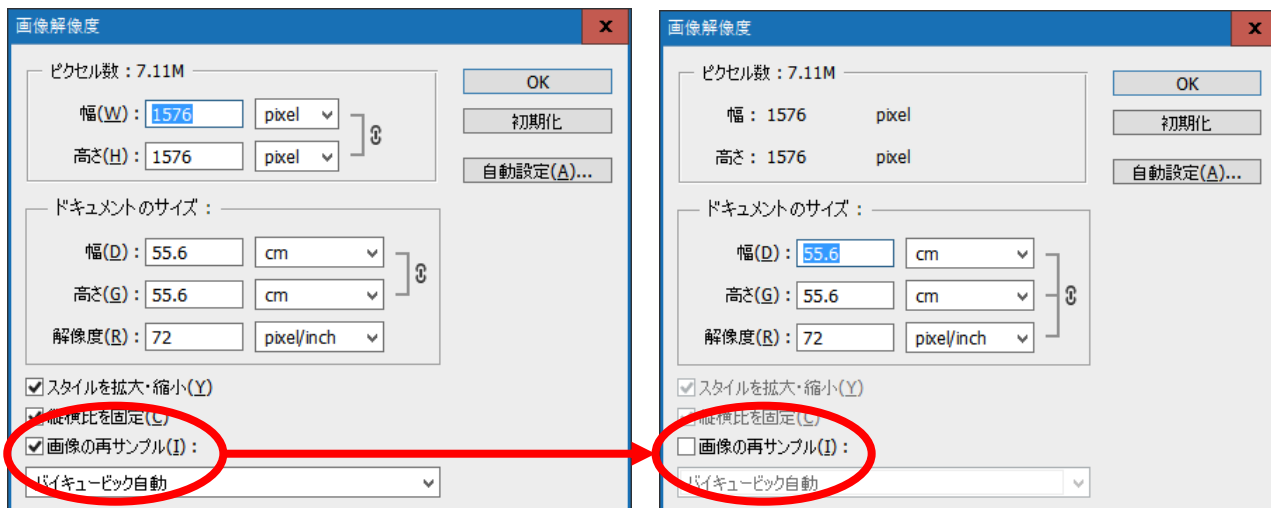 画像解像度
x
ピクセル数：7.11M
幅(W)： 1576 pixel
高さ(H)： 1576 pixel
OK
初期化
自動設定(A)...
ドキュメントのサイズ：
幅(D)： 55.6 cm
高さ(G)： 55.6 cm
解像度(R)： 72 pixel/inch
スタイルを拡大・縮小(Y)
縦横比を固定(C)
画像の再サンプル(I)：
バイキュービック自動
画像解像度
x
ピクセル数：7.11M
幅： 1576 pixel
高さ： 1576 pixel
OK
初期化
自動設定(A)...
ドキュメントのサイズ：
幅(D)： 55.6 cm
高さ(G)： 55.6 cm
解像度(R)： 72 pixel/inch
スタイルを拡大・縮小(Y)
縦横比を固定(C)
画像の再サンプル(I)：
バイキュービック自動